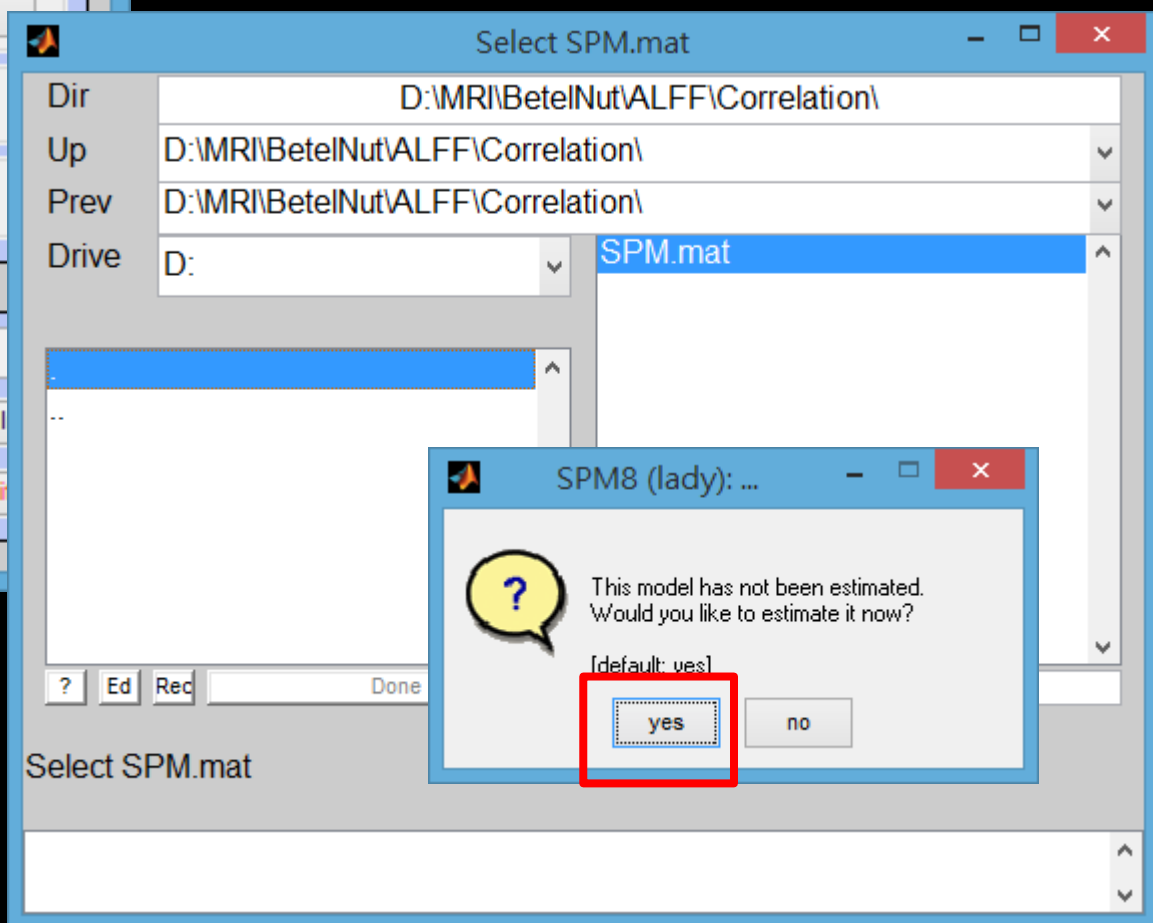 Select SPM.mat
Dir D:\MRI\BetelNut\ALFF\Correlation\
Up D:\MRI\BetelNut\ALFF\Correlation\
Prev D:\MRI\BetelNut\ALFF\Correlation\
Drive D:
SPM.mat
.
..
SPM8 (lady): ...
?
This model has not been estimated.
Would you like to estimate it now?
[default: yes]
yes no
? Ed Rec Done
Select SPM.mat